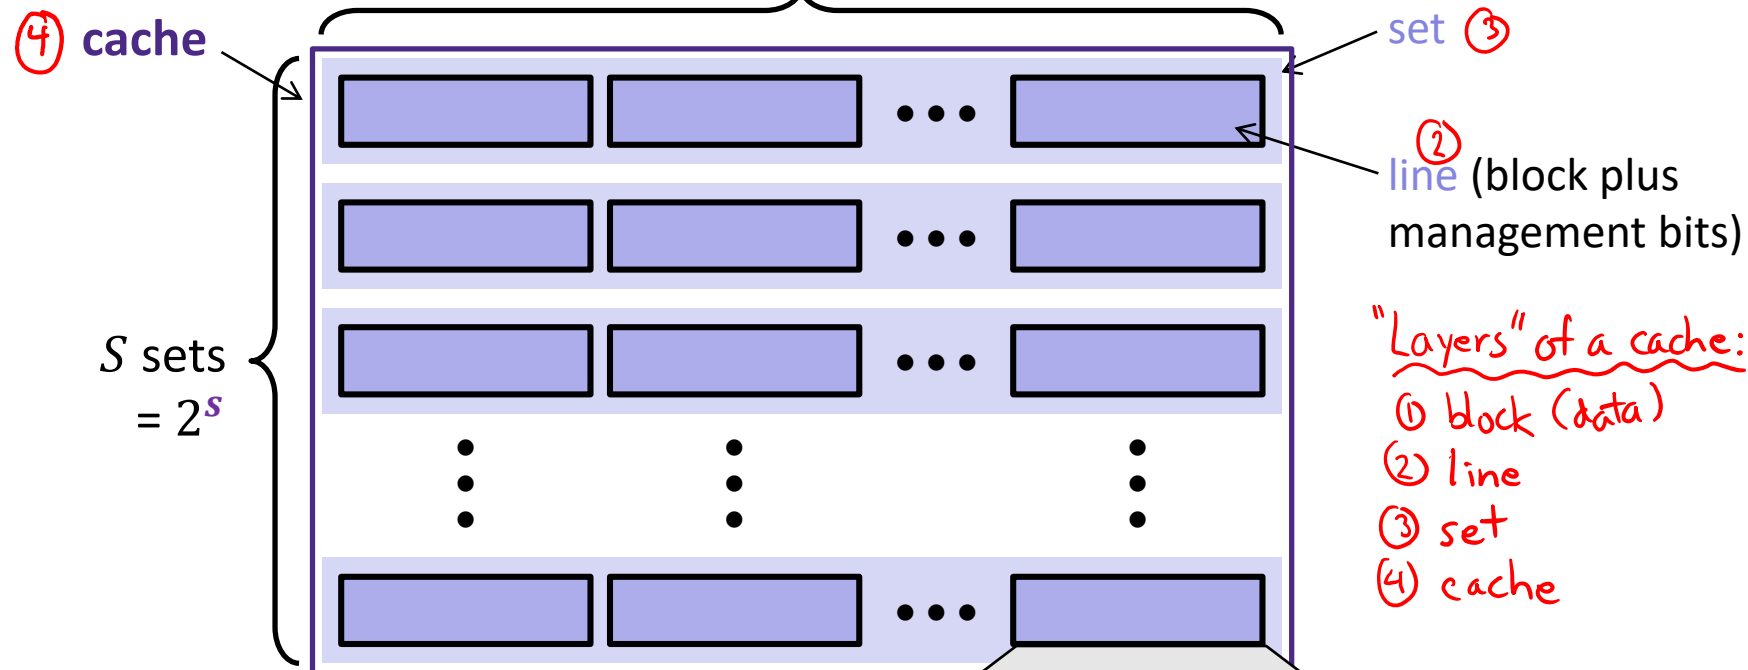 ④ cache
set ③
②
line (block plus
management bits)
S sets
= 2^s
"Layers" of a cache:
① block (data)
② line
③ set
④ cache